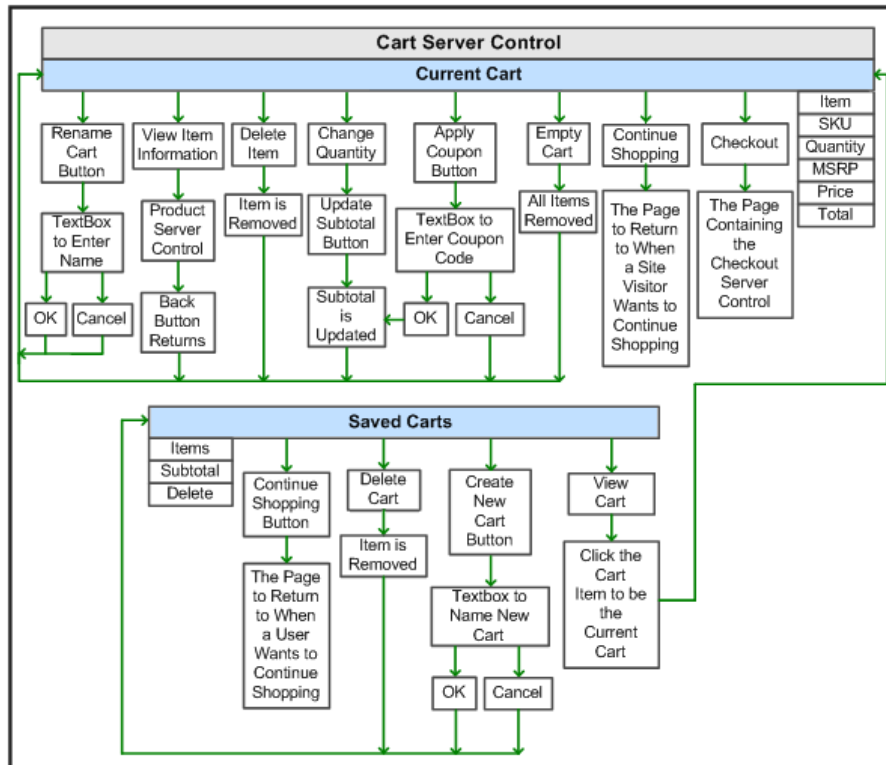 Cart Server Control
Current Cart
Rename
Cart
Button
View Item
Information
Delete
Item
Change
Quantity
Apply
Coupon
Button
Empty
Cart
Continue
Shopping
Checkout
Item
SKU
Quantity
MSRP
Price
Total
TextBox
to Enter
Name
Product
Server
Control
Item is
Removed
Update
Subtotal
Button
TextBox to
Enter Coupon
Code
All Items
Removed
The Page
to Return
to When
a Site
Visitor
Wants to
Continue
Shopping
The Page
Containing
the
Checkout
Server
Control
OK
Cancel
Back
Button
Returns
Subtotal
is
Updated
OK
Cancel
Saved Carts
Items
Subtotal
Delete
Continue
Shopping
Button
Delete
Cart
Create
New
Cart
Button
View
Cart
The Page
to Return
to When
a User
Wants to
Continue
Shopping
Item is
Removed
Textbox to
Name New
Cart
Click the
Cart
Item to be
the
Current
Cart
OK
Cancel